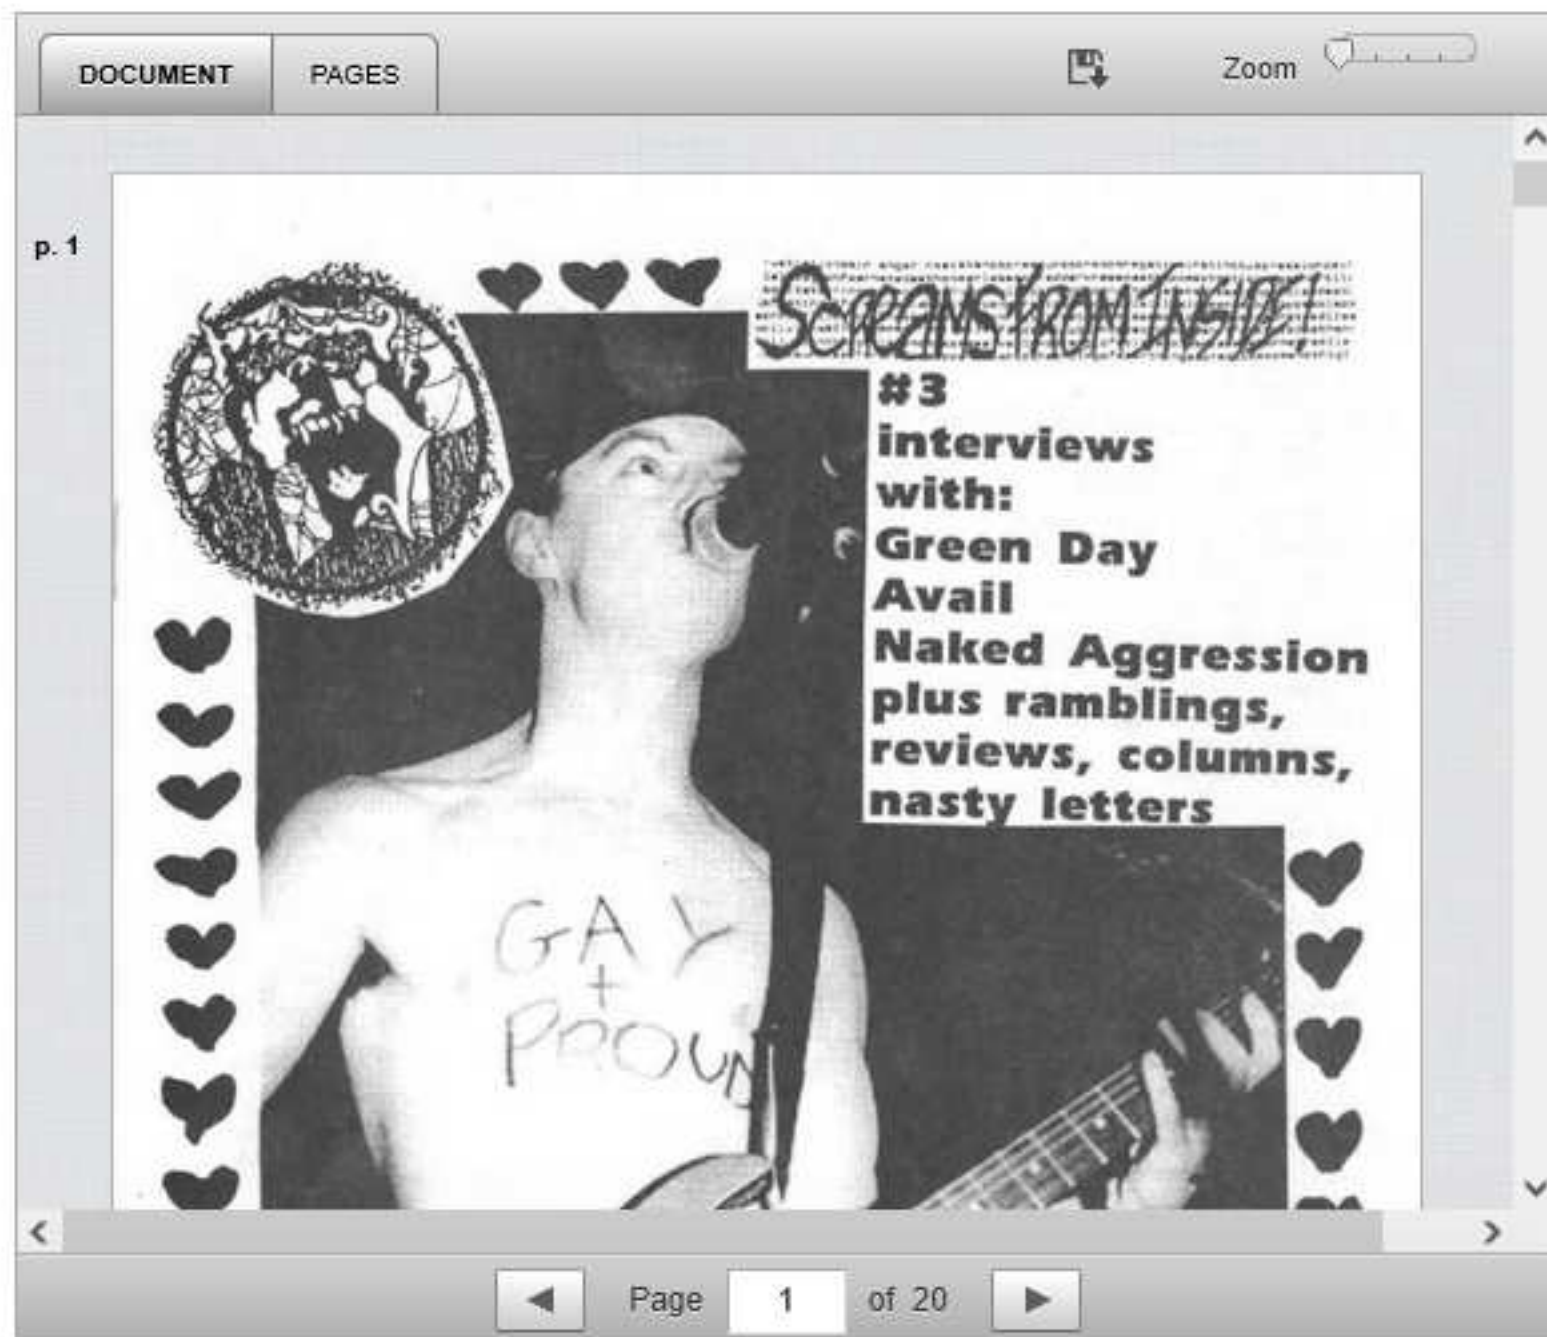 DOCUMENT
PAGES
Zoom
p. 1
SCREAMS FROM INSIDE!
#3
interviews
with:
Green Day
Avail
Naked Aggression
plus ramblings,
reviews, columns,
nasty letters
GAY
+
PROUD
Page 1 of 20